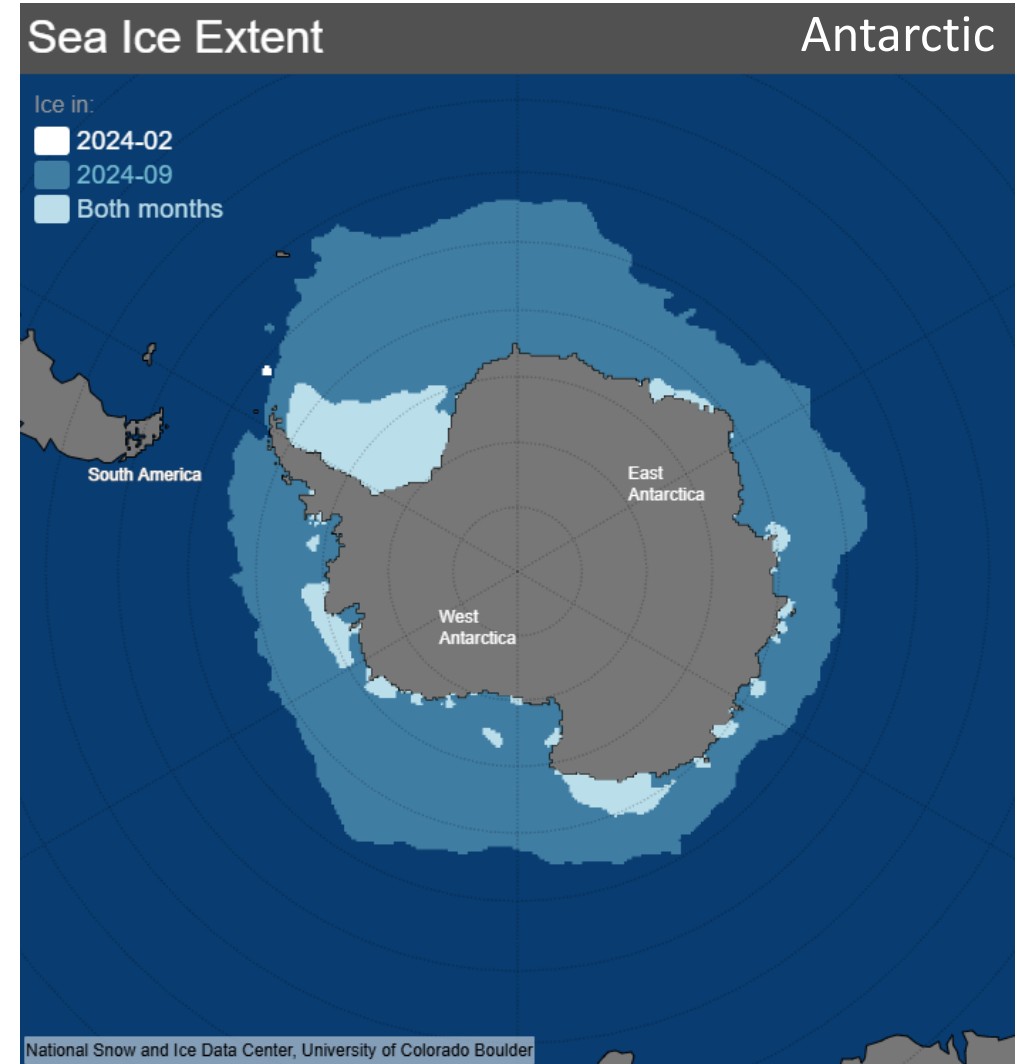 Sea Ice Extent
Antarctic
Ice in:
2024-02
2024-09
Both months
South America
East
Antarctica
West
Antarctica
National Snow and Ice Data Center, University of Colorado Boulder